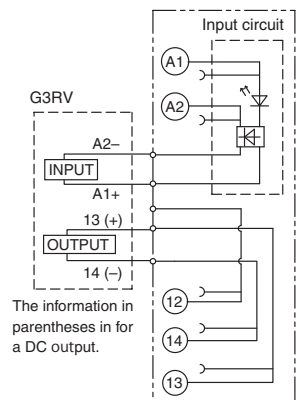 Input circuit
A1
A2
G3RV
A2–
INPUT
A1+
13 (+)
OUTPUT
14 (–)
12
14
13
The information in
parentheses in for
a DC output.